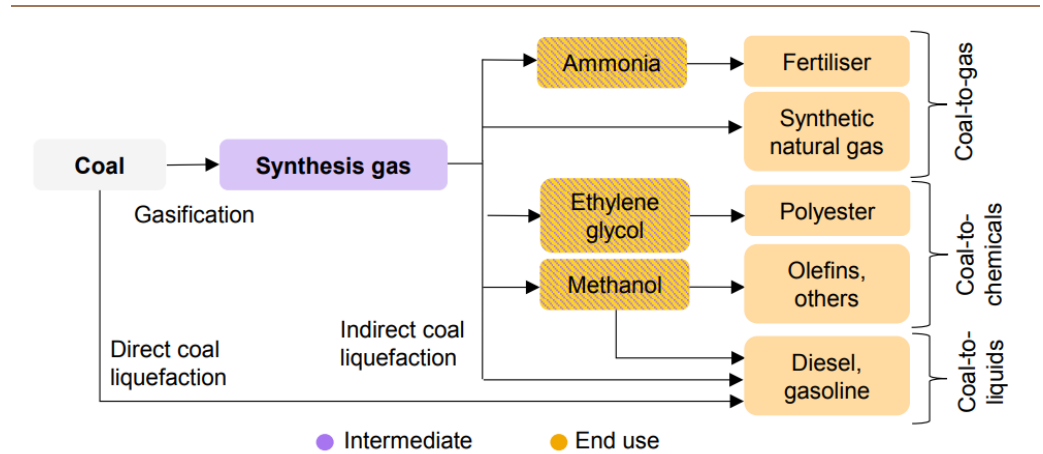 Ammonia
Fertiliser
Synthetic
natural gas
Coal-to-gas
Coal
Synthesis gas
Gasification
Ethylene
glycol
Polyester
Methanol
Olefins,
others
Coal-to-
chemicals
Direct coal
liquefaction
Indirect coal
liquefaction
Diesel,
gasoline
Coal-to-
liquids
Intermediate
End use